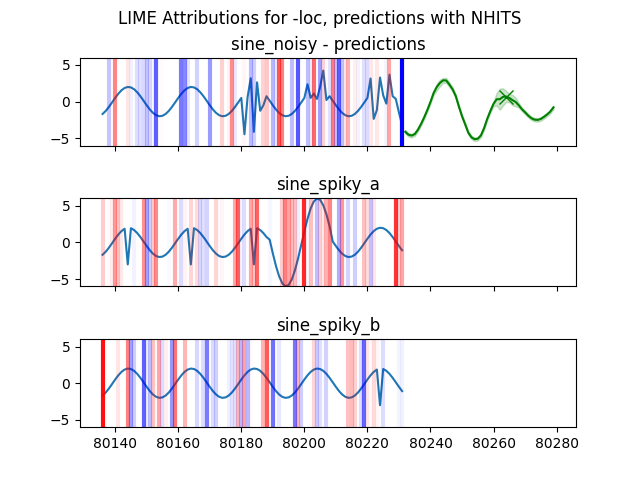 LIME Attributions for -loc, predictions with NHITS
sine_noisy - predictions
5
0
−5
sine_spiky_a
5
0
−5
sine_spiky_b
5
0
−5
80140 80160 80180 80200 80220 80240 80260 80280